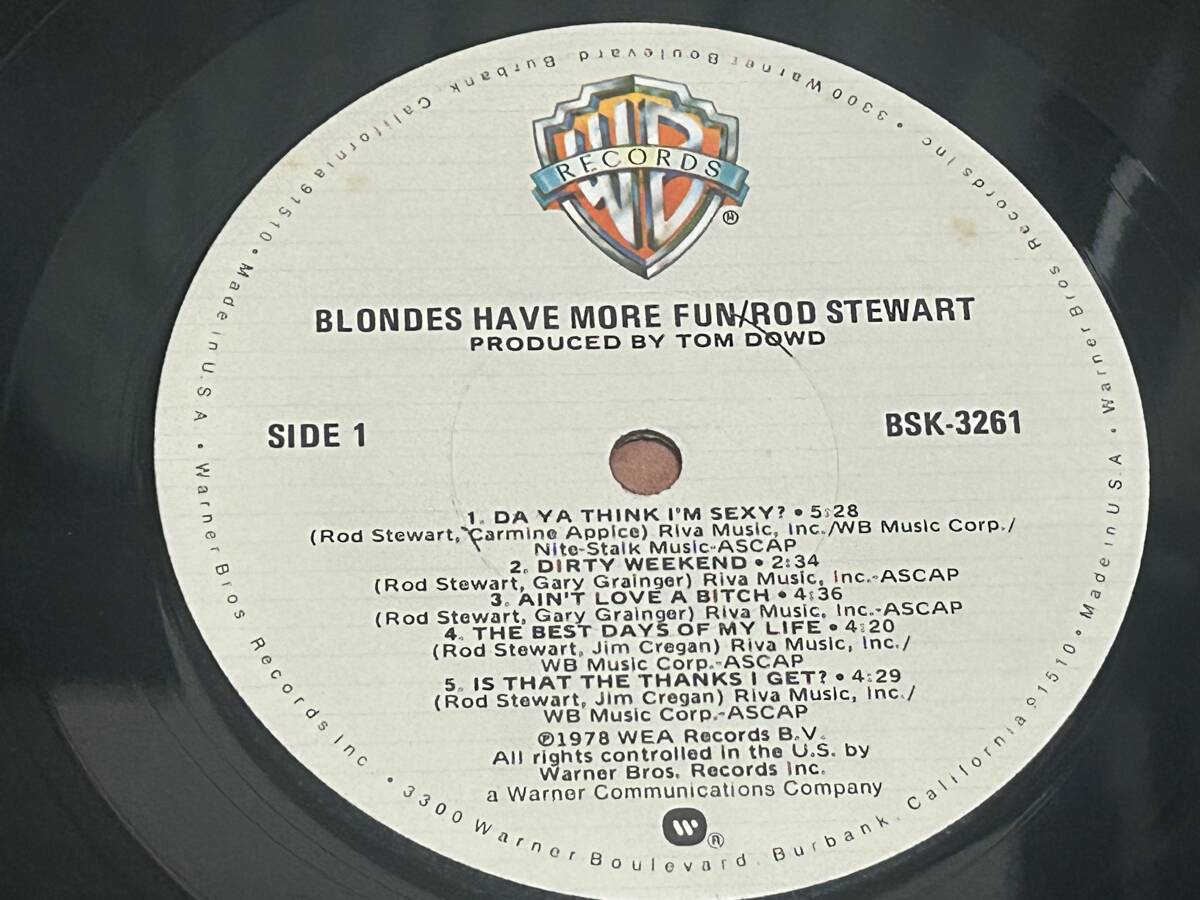 WB
RECORDS
®
BLONDES HAVE MORE FUN/ROD STEWART
PRODUCED BY TOM DOWD
SIDE 1
BSK-3261
1. DA YA THINK I'M SEXY? • 5:28
(Rod Stewart, Carmine Appice) Riva Music, Inc./WB Music Corp./
Nite-Stalk Music-ASCAP
2. DIRTY WEEKEND • 2:34
(Rod Stewart, Gary Grainger) Riva Music, Inc.-ASCAP
3. AIN'T LOVE A BITCH • 4:36
(Rod Stewart, Gary Grainger) Riva Music, Inc.-ASCAP
4. THE BEST DAYS OF MY LIFE • 4:20
(Rod Stewart, Jim Cregan) Riva Music, Inc./
WB Music Corp.-ASCAP
5. IS THAT THE THANKS I GET? • 4:29
(Rod Stewart, Jim Cregan) Riva Music, Inc./
WB Music Corp.-ASCAP
℗1978 WEA Records B.V.
All rights controlled in the U.S. by
Warner Bros. Records Inc.
a Warner Communications Company
W ®
Warner Bros Records Inc • 3300 Warner Boulevard, Burbank, California 91510 • Made in U.S.A. • Warner Bros Records Inc • 3300 Warner Boulevard, Burbank, California 91510 • Made in U.S.A. •